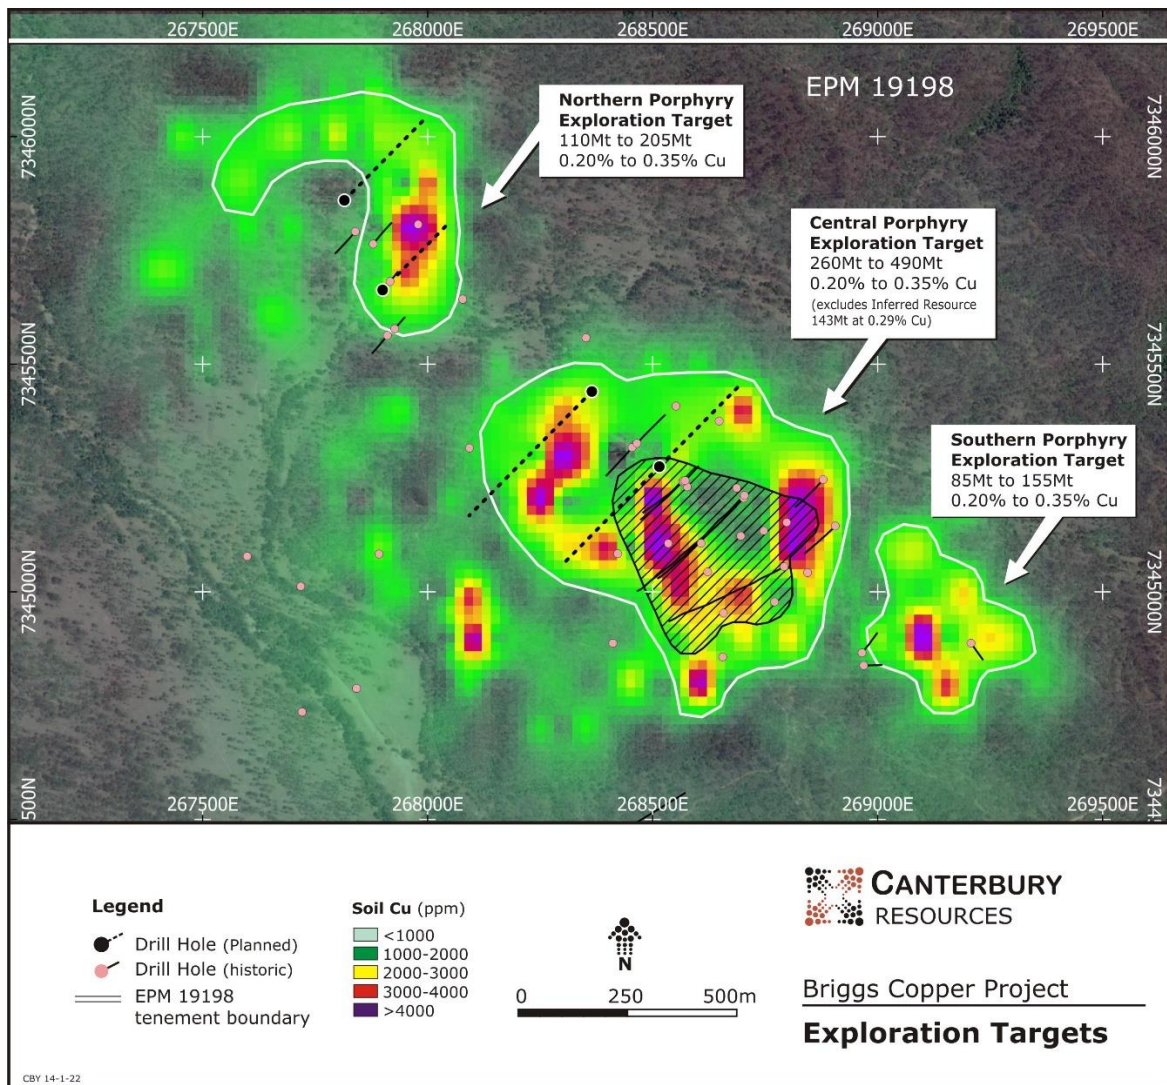 267500E
268000E
268500E
269000E
269500E
EPM 19198
7346000N
7346000N
Northern Porphyry
Exploration Target
110Mt to 205Mt
0.20% to 0.35% Cu
Central Porphyry
Exploration Target
260Mt to 490Mt
0.20% to 0.35% Cu
(excludes Inferred Resource
143Mt at 0.29% Cu)
7345500N
7345500N
Southern Porphyry
Exploration Target
85Mt to 155Mt
0.20% to 0.35% Cu
7345000N
7345000N
500N
7344
267500E
268000E
268500E
269000E
269500E
Legend
Drill Hole (Planned)
Drill Hole (historic)
EPM 19198
tenement boundary
Soil Cu (ppm)
<1000
1000-2000
2000-3000
3000-4000
>4000
N
0
250
500m
CANTERBURY
RESOURCES
Briggs Copper Project
Exploration Targets
CBY 14-1-22